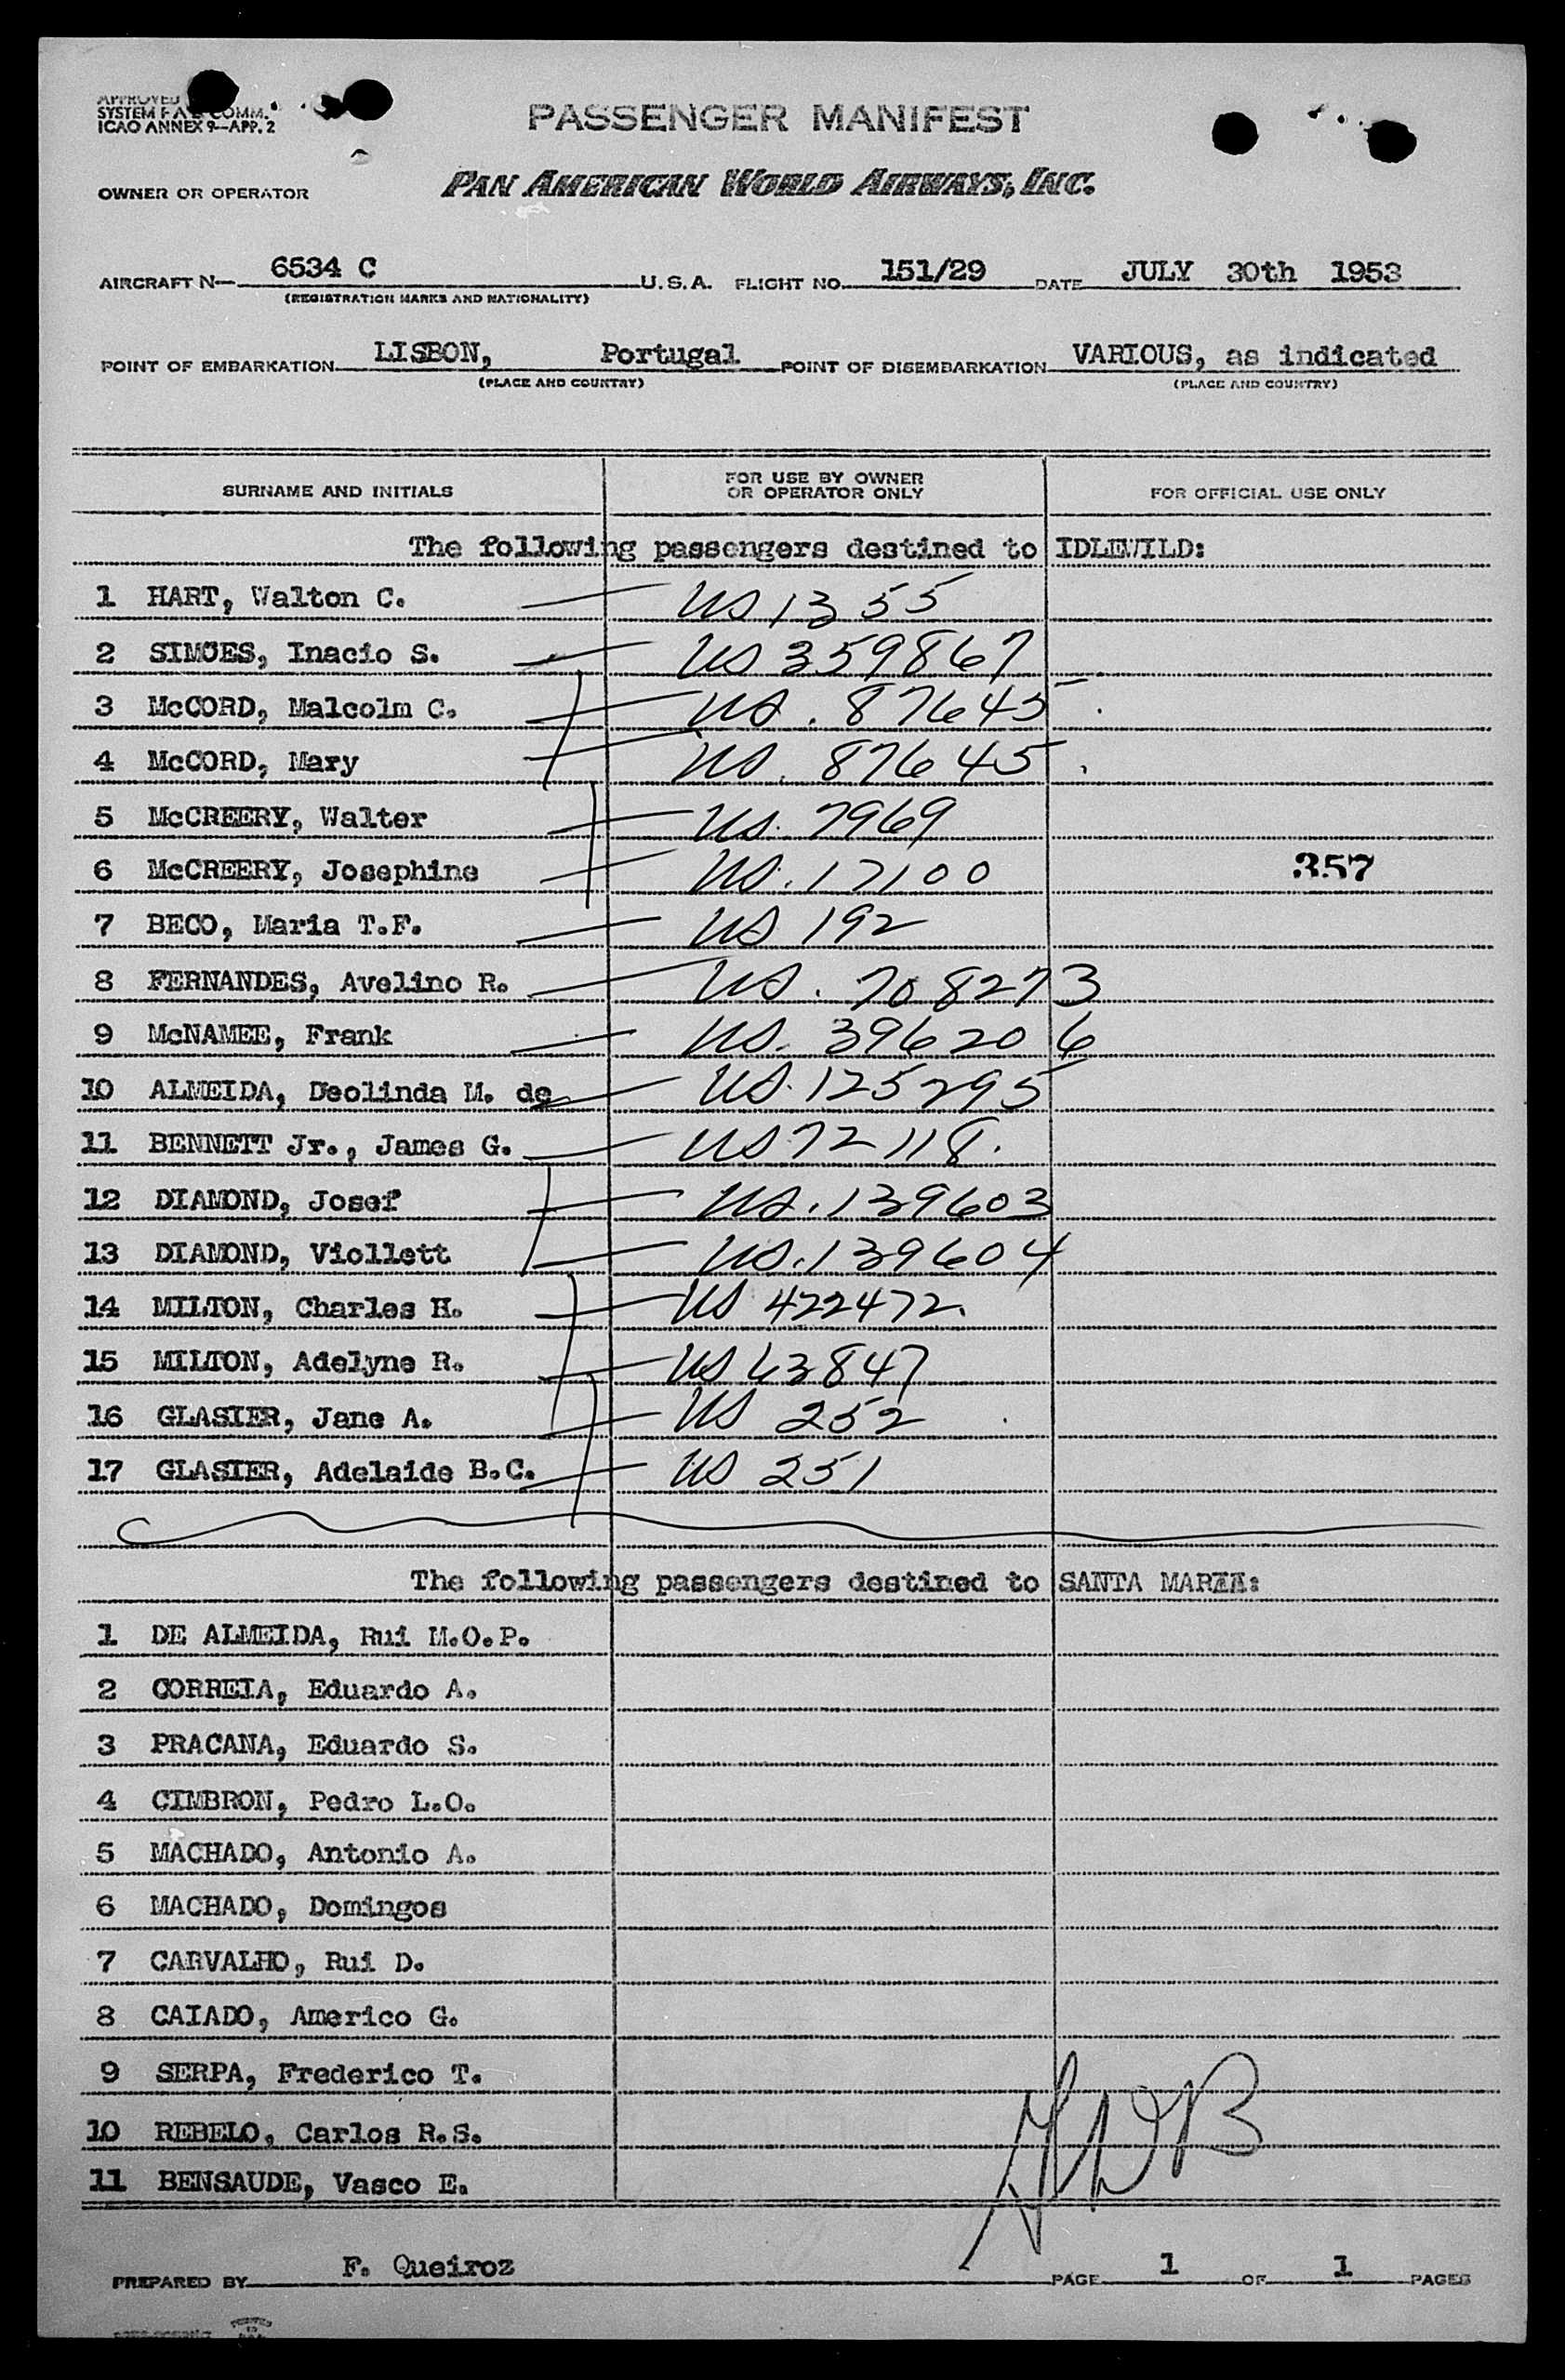 APPROVED
SYSTEM F A & COMM.
ICAO ANNEX 9—APP. 2
PASSENGER MANIFEST
OWNER OR OPERATOR PAN AMERICAN WORLD AIRWAYS, INC.
AIRCRAFT N— 6534 C U. S. A. FLIGHT NO. 151/29 DATE JULY 30th 1953
(REGISTRATION MARKS AND NATIONALITY)
POINT OF EMBARKATION LISBON, Portugal POINT OF DISEMBARKATION VARIOUS, as indicated
(PLACE AND COUNTRY) (PLACE AND COUNTRY)
SURNAME AND INITIALS FOR USE BY OWNER OR OPERATOR ONLY FOR OFFICIAL USE ONLY
The following passengers destined to IDLEWILD:
1 HART, Walton C. US 1355
2 SIMOES, Inacio S. US 359867
3 McCORD, Malcolm C. US. 87645
4 McCORD, Mary US. 87645
5 McCREERY, Walter US. 7969
6 McCREERY, Josephine US. 17100 357
7 BECO, Maria T.F. US 192
8 FERNANDES, Avelino R. US. 708273
9 McNAMEE, Frank US. 396206
10 ALMEIDA, Deolinda M. de US. 125295
11 BENNETT Jr., James G. US 72118.
12 DIAMOND, Josef US. 139603
13 DIAMOND, Viollett US. 139604
14 MILTON, Charles H. US 422472.
15 MILTON, Adelyne R. US 63847
16 GLASIER, Jane A. US 252
17 GLASIER, Adelaide B.C. US 251
The following passengers destined to SANTA MARIA:
1 DE ALMEIDA, Rui M.O.P.
2 CORREIA, Eduardo A.
3 PRACANA, Eduardo S.
4 CIMBRON, Pedro L.O.
5 MACHADO, Antonio A.
6 MACHADO, Domingos
7 CARVALHO, Rui D.
8 CAIADO, Americo G.
9 SERPA, Frederico T.
10 REBELO, Carlos R.S.
11 BENSAUDE, Vasco E.
PREPARED BY F. Queiroz PAGE 1 OF 1 PAGES